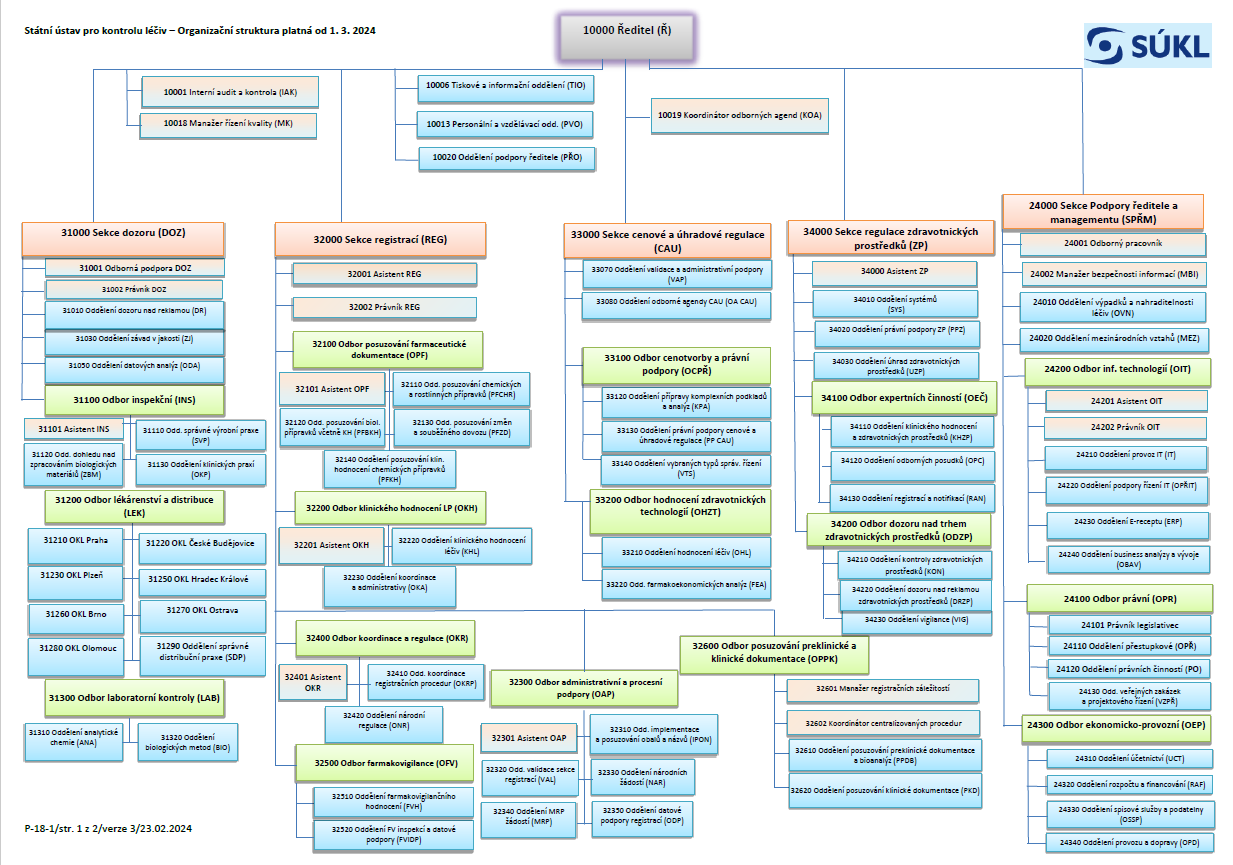 Státní ústav pro kontrolu léčiv – Organizační struktura platná od 1. 3. 2024
10000 Ředitel (Ř)
SÚKL
10001 Interní audit a kontrola (IAK)
10018 Manažer řízení kvality (MK)
10006 Tiskové a informační oddělení (TIO)
10013 Personální a vzdělávací odd. (PVO)
10020 Oddělení podpory ředitele (PŘO)
10019 Koordinátor odborných agend (KOA)
31000 Sekce dozoru (DOZ)
31001 Odborná podpora DOZ
31002 Právník DOZ
31010 Oddělení dozoru nad reklamou (DR)
31030 Oddělení závad v jakosti (ZJ)
31050 Oddělení datových analýz (ODA)
31100 Odbor inspekční (INS)
31101 Asistent INS
31110 Odd. správné výrobní praxe
(SVP)
31120 Odd. dohledu nad
zpracováním biologických
materiálů (ZBM)
31130 Oddělení klinických praxí
(OKP)
31200 Odbor lékárenství a distribuce
(LEK)
31210 OKL Praha
31220 OKL České Budějovice
31230 OKL Plzeň
31250 OKL Hradec Králové
31260 OKL Brno
31270 OKL Ostrava
31280 OKL Olomouc
31290 Oddělení správné
distribuční praxe (SDP)
31300 Odbor laboratorní kontroly (LAB)
31310 Oddělení analytické
chemie (ANA)
31320 Oddělení
biologických metod (BIO)
32000 Sekce registrací (REG)
32001 Asistent REG
32002 Právník REG
32100 Odbor posuzování farmaceutické
dokumentace (OPF)
32101 Asistent OPF
32110 Odd. posuzování chemických
a rostlinných přípravků (PFCHR)
32120 Odd. posuzování biol.
přípravků včetně KH (PFBKH)
32130 Odd. posuzování změn
a souběžného dovozu (PFZD)
32140 Odd. posuzování klin.
hodnocení chemických přípravků
(PFKH)
32200 Odbor klinického hodnocení LP (OKH)
32201 Asistent OKH
32220 Oddělení klinického hodnocení
léčiv (KHL)
32230 Oddělení koordinace
a administrativy (OKA)
32400 Odbor koordinace a regulace (OKR)
32401 Asistent
OKR
32410 Odd. koordinace
registračních procedur (OKRP)
32420 Oddělení národní
regulace (ONR)
32500 Odbor farmakovigilance (OFV)
32510 Oddělení farmakovigilančního
hodnocení (FVH)
32520 Oddělení FV inspekcí a datové
podpory (FVIDP)
32300 Odbor administrativní a procesní
podpory (OAP)
32301 Asistent OAP
32310 Odd. implementace
a posuzování obalů a názvů (IPON)
32320 Odd. validace sekce
registrací (VAL)
32330 Oddělení národních
žádostí (NAR)
32340 Oddělení MRP
žádostí (MRP)
32350 Oddělení datové
podpory registrací (ODP)
32600 Odbor posuzování preklinické a
klinické dokumentace (OPPK)
32601 Manažer registračních záležitostí
32602 Koordinátor centralizovaných procedur
32610 Oddělení posuzování preklinické dokumentace
a bioanalýz (PPDB)
32620 Oddělení posuzování klinické dokumentace (PKD)
33000 Sekce cenové a úhradové regulace
(CAU)
33070 Oddělení validace a administrativní podpory
(VAP)
33080 Oddělení odborné agendy CAU (OA CAU)
33100 Odbor cenotvorby a právní
podpory (OCPŘ)
33120 Oddělení přípravy komplexních podkladů
a analýz (KPA)
33130 Oddělení právní podpory cenové a
úhradové regulace (PP CAU)
33140 Oddělení vybraných typů správ. řízení
(VTS)
33200 Odbor hodnocení zdravotnických
technologií (OHZT)
33210 Oddělení hodnocení léčiv (OHL)
33220 Odd. farmakoekonomických analýz (FEA)
34000 Sekce regulace zdravotnických
prostředků (ZP)
34000 Asistent ZP
34010 Oddělení systémů
(SYS)
34020 Oddělení právní podpory ZP (PPZ)
34030 Oddělení úhrad zdravotnických
prostředků (UZP)
34100 Odbor expertních činností (OEČ)
34110 Oddělení klinického hodnocení
a zdravotnických prostředků (KHZP)
34120 Oddělení odborných posudků (OPC)
34130 Oddělení registrací a notifikací (RAN)
34200 Odbor dozoru nad trhem
zdravotnických prostředků (ODZP)
34210 Oddělení kontroly zdravotnických
prostředků (KON)
34220 Oddělení dozoru nad reklamou
zdravotnických prostředků (DRZP)
34230 Oddělení vigilance (VIG)
24000 Sekce Podpory ředitele a
managementu (SPŘM)
24001 Odborný pracovník
24002 Manažer bezpečnosti informací (MBI)
24010 Oddělení výpadků a nahraditelnosti
léčiv (OVN)
24020 Oddělení mezinárodních vztahů (MEZ)
24200 Odbor inf. technologií (OIT)
24201 Asistent OIT
24202 Právník OIT
24210 Oddělení provoz IT (IT)
24220 Oddělení podpory řízení IT (OPŘIT)
24230 Oddělení E-receptu (ERP)
24240 Oddělení business analýzy a vývoje
(OBAV)
24100 Odbor právní (OPR)
24101 Právník legislativec
24110 Oddělení přestupkové (OPŘ)
24120 Oddělení právních činností (PO)
24130 Odd. veřejných zakázek
a projektového řízení (VZPŘ)
24300 Odbor ekonomicko-provozní (OEP)
24310 Oddělení účetnictví (UCT)
24320 Oddělení rozpočtu a financování (RAF)
24330 Oddělení spisové služby a podatelny
(OSSP)
24340 Oddělení provozu a dopravy (OPD)
P-18-1/str. 1 z 2/verze 3/23.02.2024